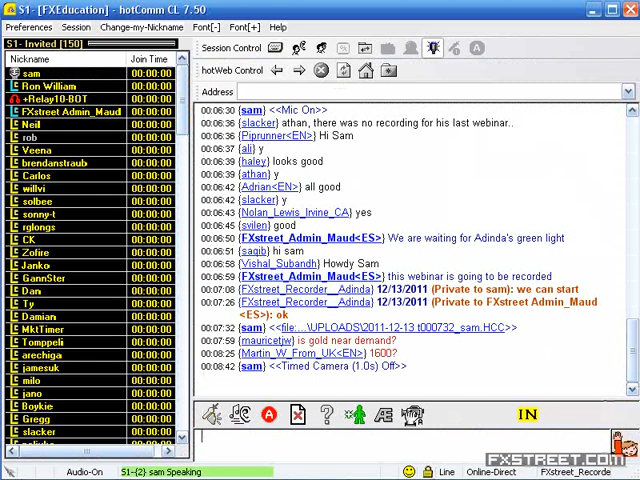 S1- [FXEducation] - hotComm CL 7.50
Preferences Session Change-my-Nickname Font[-] Font[+] Help
S1- Invited [150]
Nickname Join Time
sam 00:00:00
Ron William 00:00:00
+Relay10-BOT 00:00:00
FXstreet Admin_Maud 00:00:00
Neil 00:00:00
rob 00:00:00
Veena 00:00:00
brendanstraub 00:00:00
Carlos 00:00:00
willvi 00:00:00
solbee 00:00:00
sonny-t 00:00:00
rglongs 00:00:00
CK 00:00:00
Zofire 00:00:00
Janko 00:00:00
GannSter 00:00:00
Dan 00:00:00
Ty 00:00:00
Damian 00:00:00
MktTimer 00:00:00
Tomppeli 00:00:00
arechiga 00:00:00
jamesuk 00:00:00
milo 00:00:00
jano 00:00:00
Boykie 00:00:00
Gregg 00:00:00
slacker 00:00:00
Session Control
hotWeb Control
Address
00:06:30 {sam} <<Mic On>>
00:06:36 {slacker} athan, there was no recording for his last webinar..
00:06:36 {Piprunner<EN>} Hi Sam
00:06:37 {ali} y
00:06:39 {haley} looks good
00:06:40 {athan} y
00:06:42 {Adrian<EN>} all good
00:06:42 {slacker} y
00:06:43 {Nolan_Lewis_Irvine_CA} yes
00:06:45 {svilen} good
00:06:50 {FXstreet_Admin_Maud<ES>} We are waiting for Adinda's green light
00:06:51 {saqib} hi sam
00:06:58 {Vishal_Subandh} Howdy Sam
00:06:59 {FXstreet_Admin_Maud<ES>} this webinar is going to be recorded
00:07:08 {FXstreet_Recorder__Adinda} 12/13/2011 (Private to sam): we can start
00:07:26 {FXstreet_Recorder__Adinda} 12/13/2011 (Private to FXstreet Admin_Maud
<ES>): ok
00:07:32 {sam} <<file:...\UPLOADS\2011-12-13 t000732_sam.HCC>>
00:07:59 {mauricetjw} is gold near demand?
00:08:25 {Martin_W_From_UK<EN>} 1600?
00:08:42 {sam} <<Timed Camera (1.0s) Off>>
IN
FXSTREET.COM
Audio-On S1-{2} sam Speaking Line Online-Direct FXstreet_Recorde